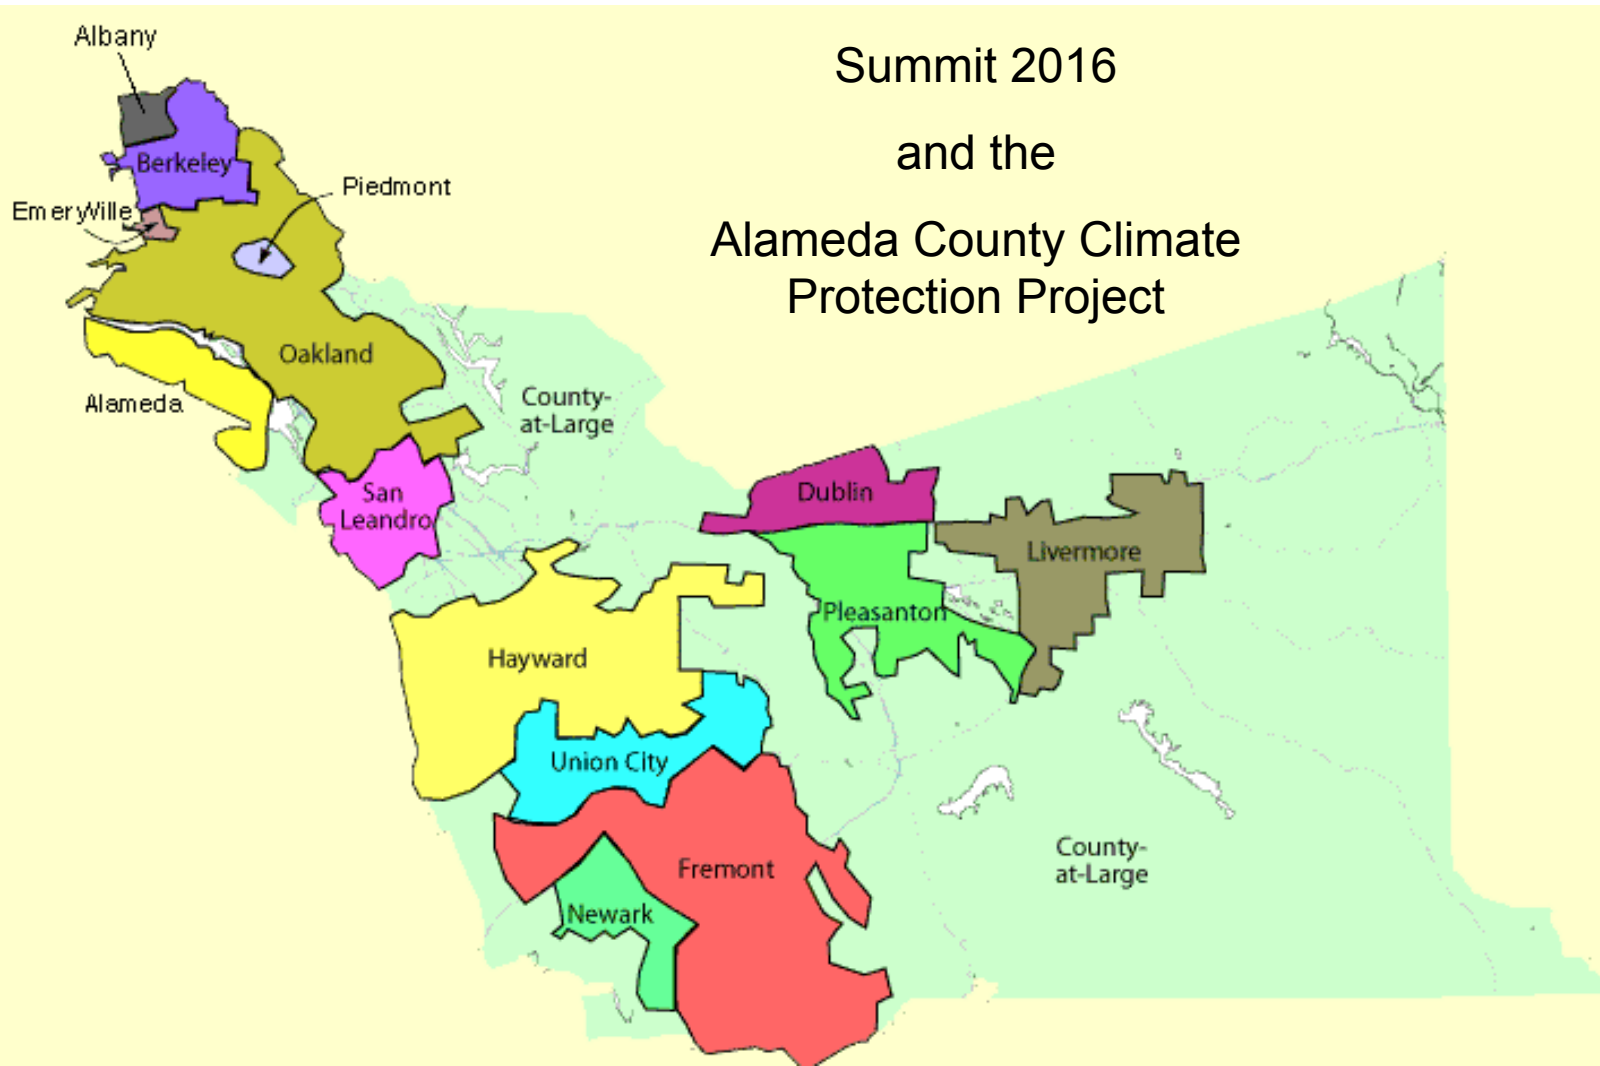 Summit 2016
and the
Alameda County Climate
Protection Project
Albany
Berkeley
Piedmont
EmeryVille
Oakland
Alameda
County-
at-Large
San
Leandro
Dublin
Livermore
Pleasanton
Hayward
Union City
Fremont
Newark
County-
at-Large